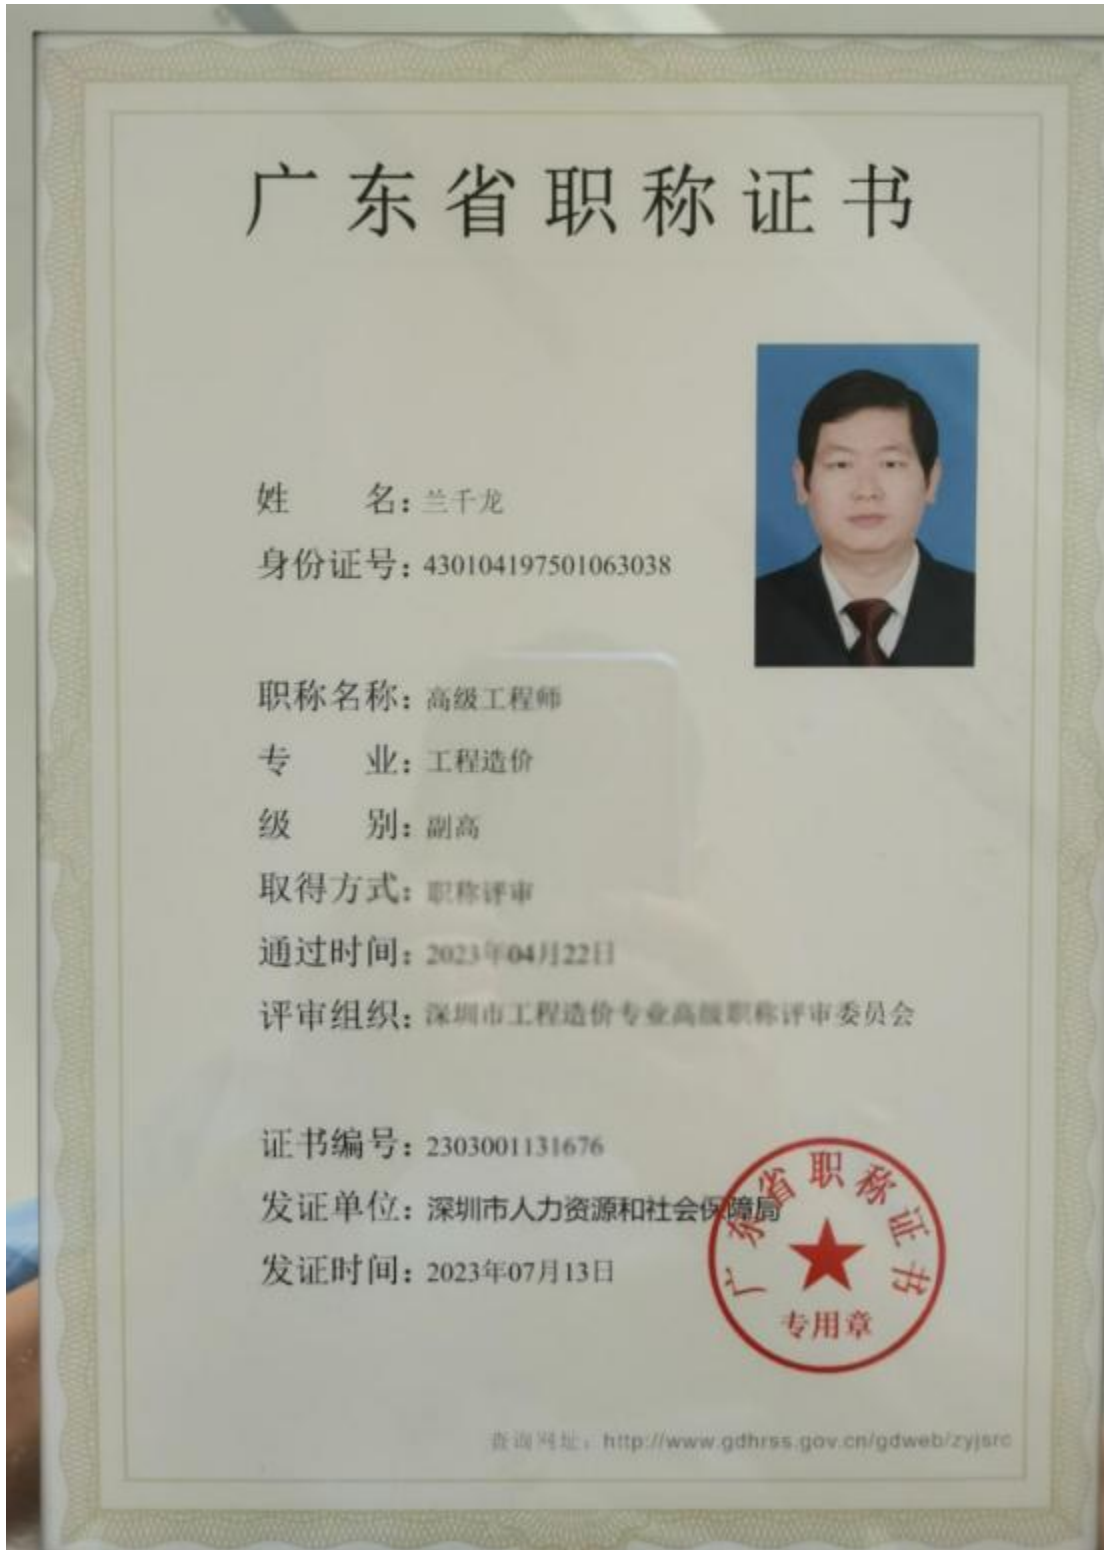 广东省职称证书
姓　　名：兰千龙
身份证号：430104197501063038
职称名称：高级工程师
专　　业：工程造价
级　　别：副高
取得方式：职称评审
通过时间：2023年04月22日
评审组织：深圳市工程造价专业高级职称评审委员会
证书编号：2303001131676
发证单位：深圳市人力资源和社会保障局
发证时间：2023年07月13日
广东省职称证书
专用章
查询网址：http://www.gdhrss.gov.cn/gdweb/zyjsrc